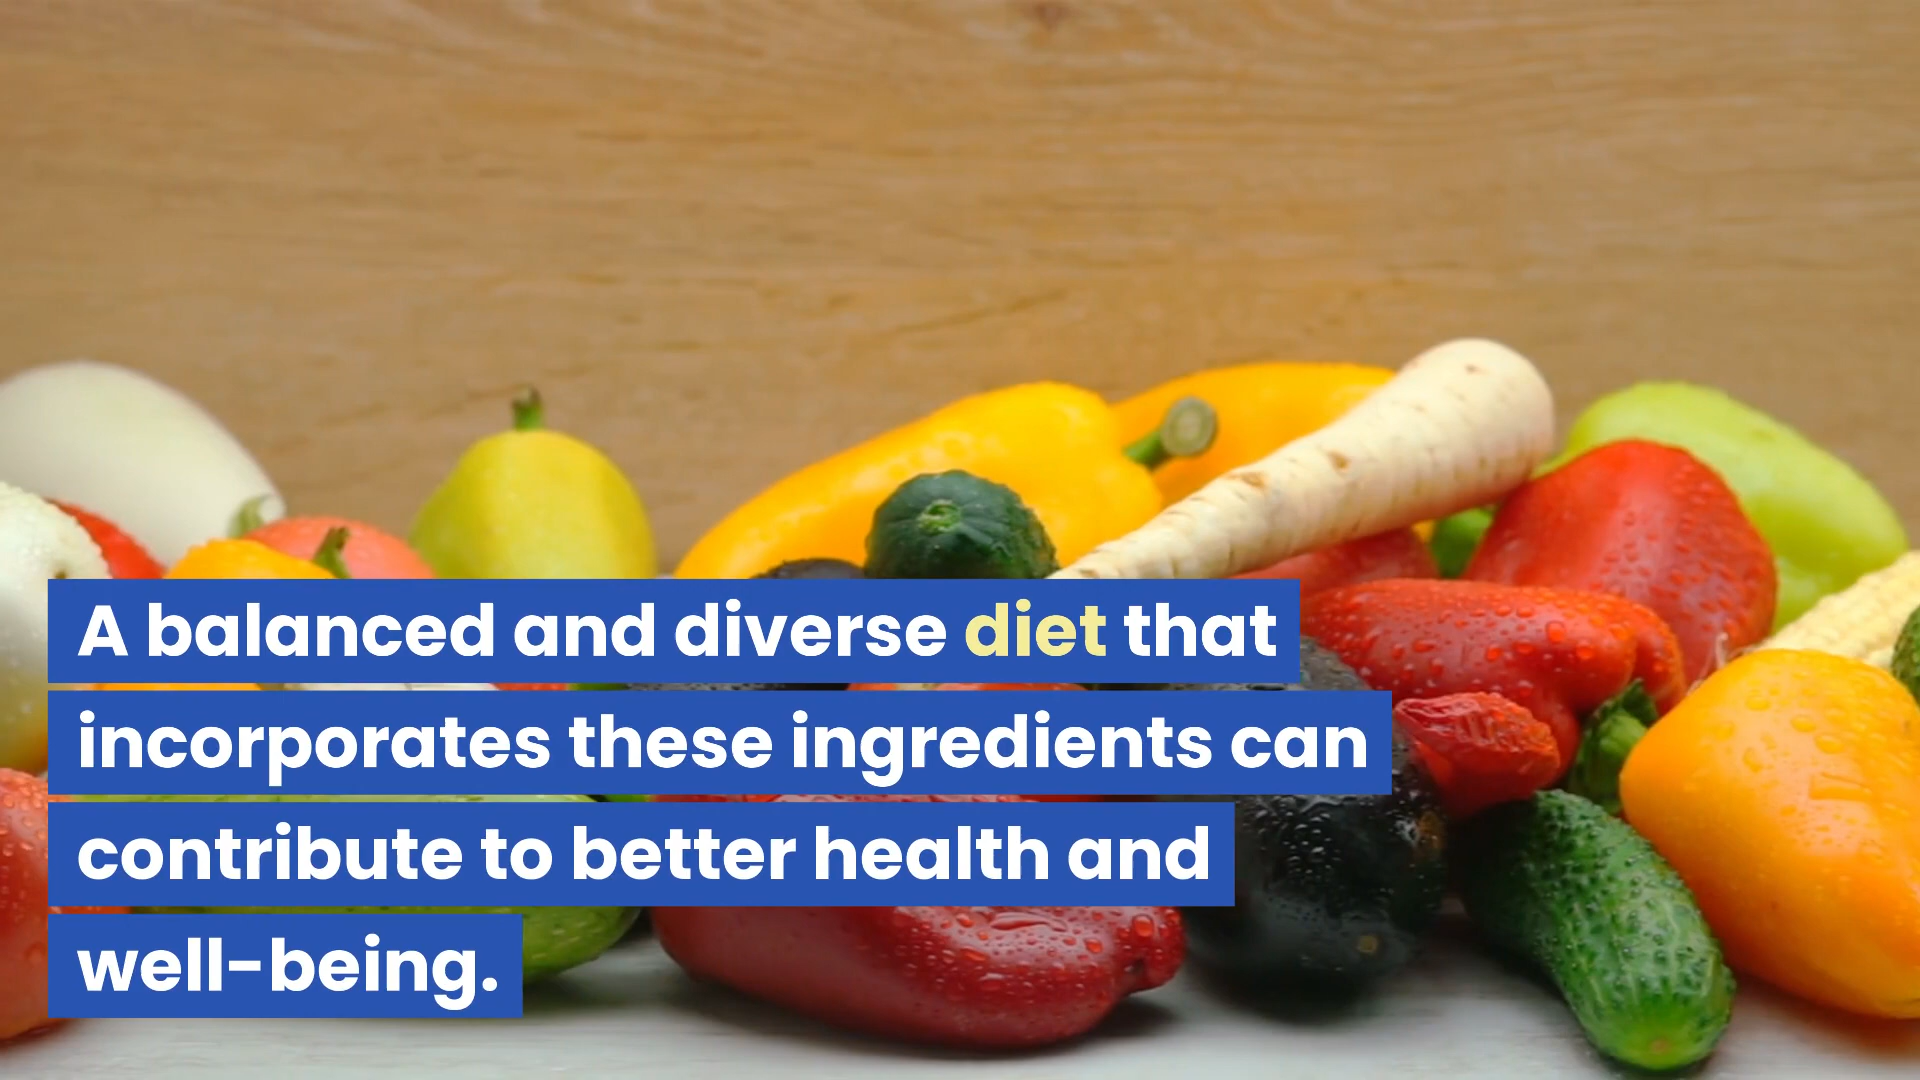 A balanced and diverse diet that
incorporates these ingredients can
contribute to better health and
well-being.